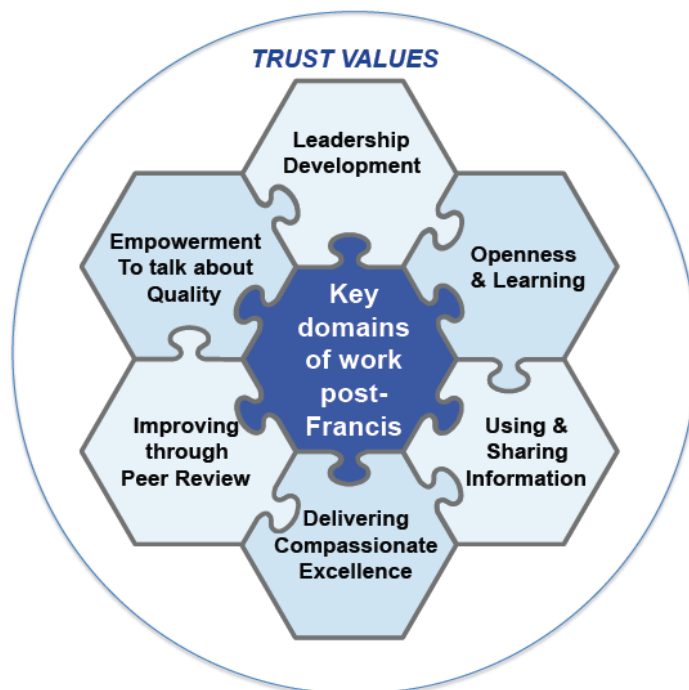 TRUST VALUES
Leadership
Development
Openness
& Learning
Using &
Sharing
Information
Delivering
Compassionate
Excellence
Improving
through
Peer Review
Empowerment
To talk about
Quality
Key
domains
of work
post-
Francis